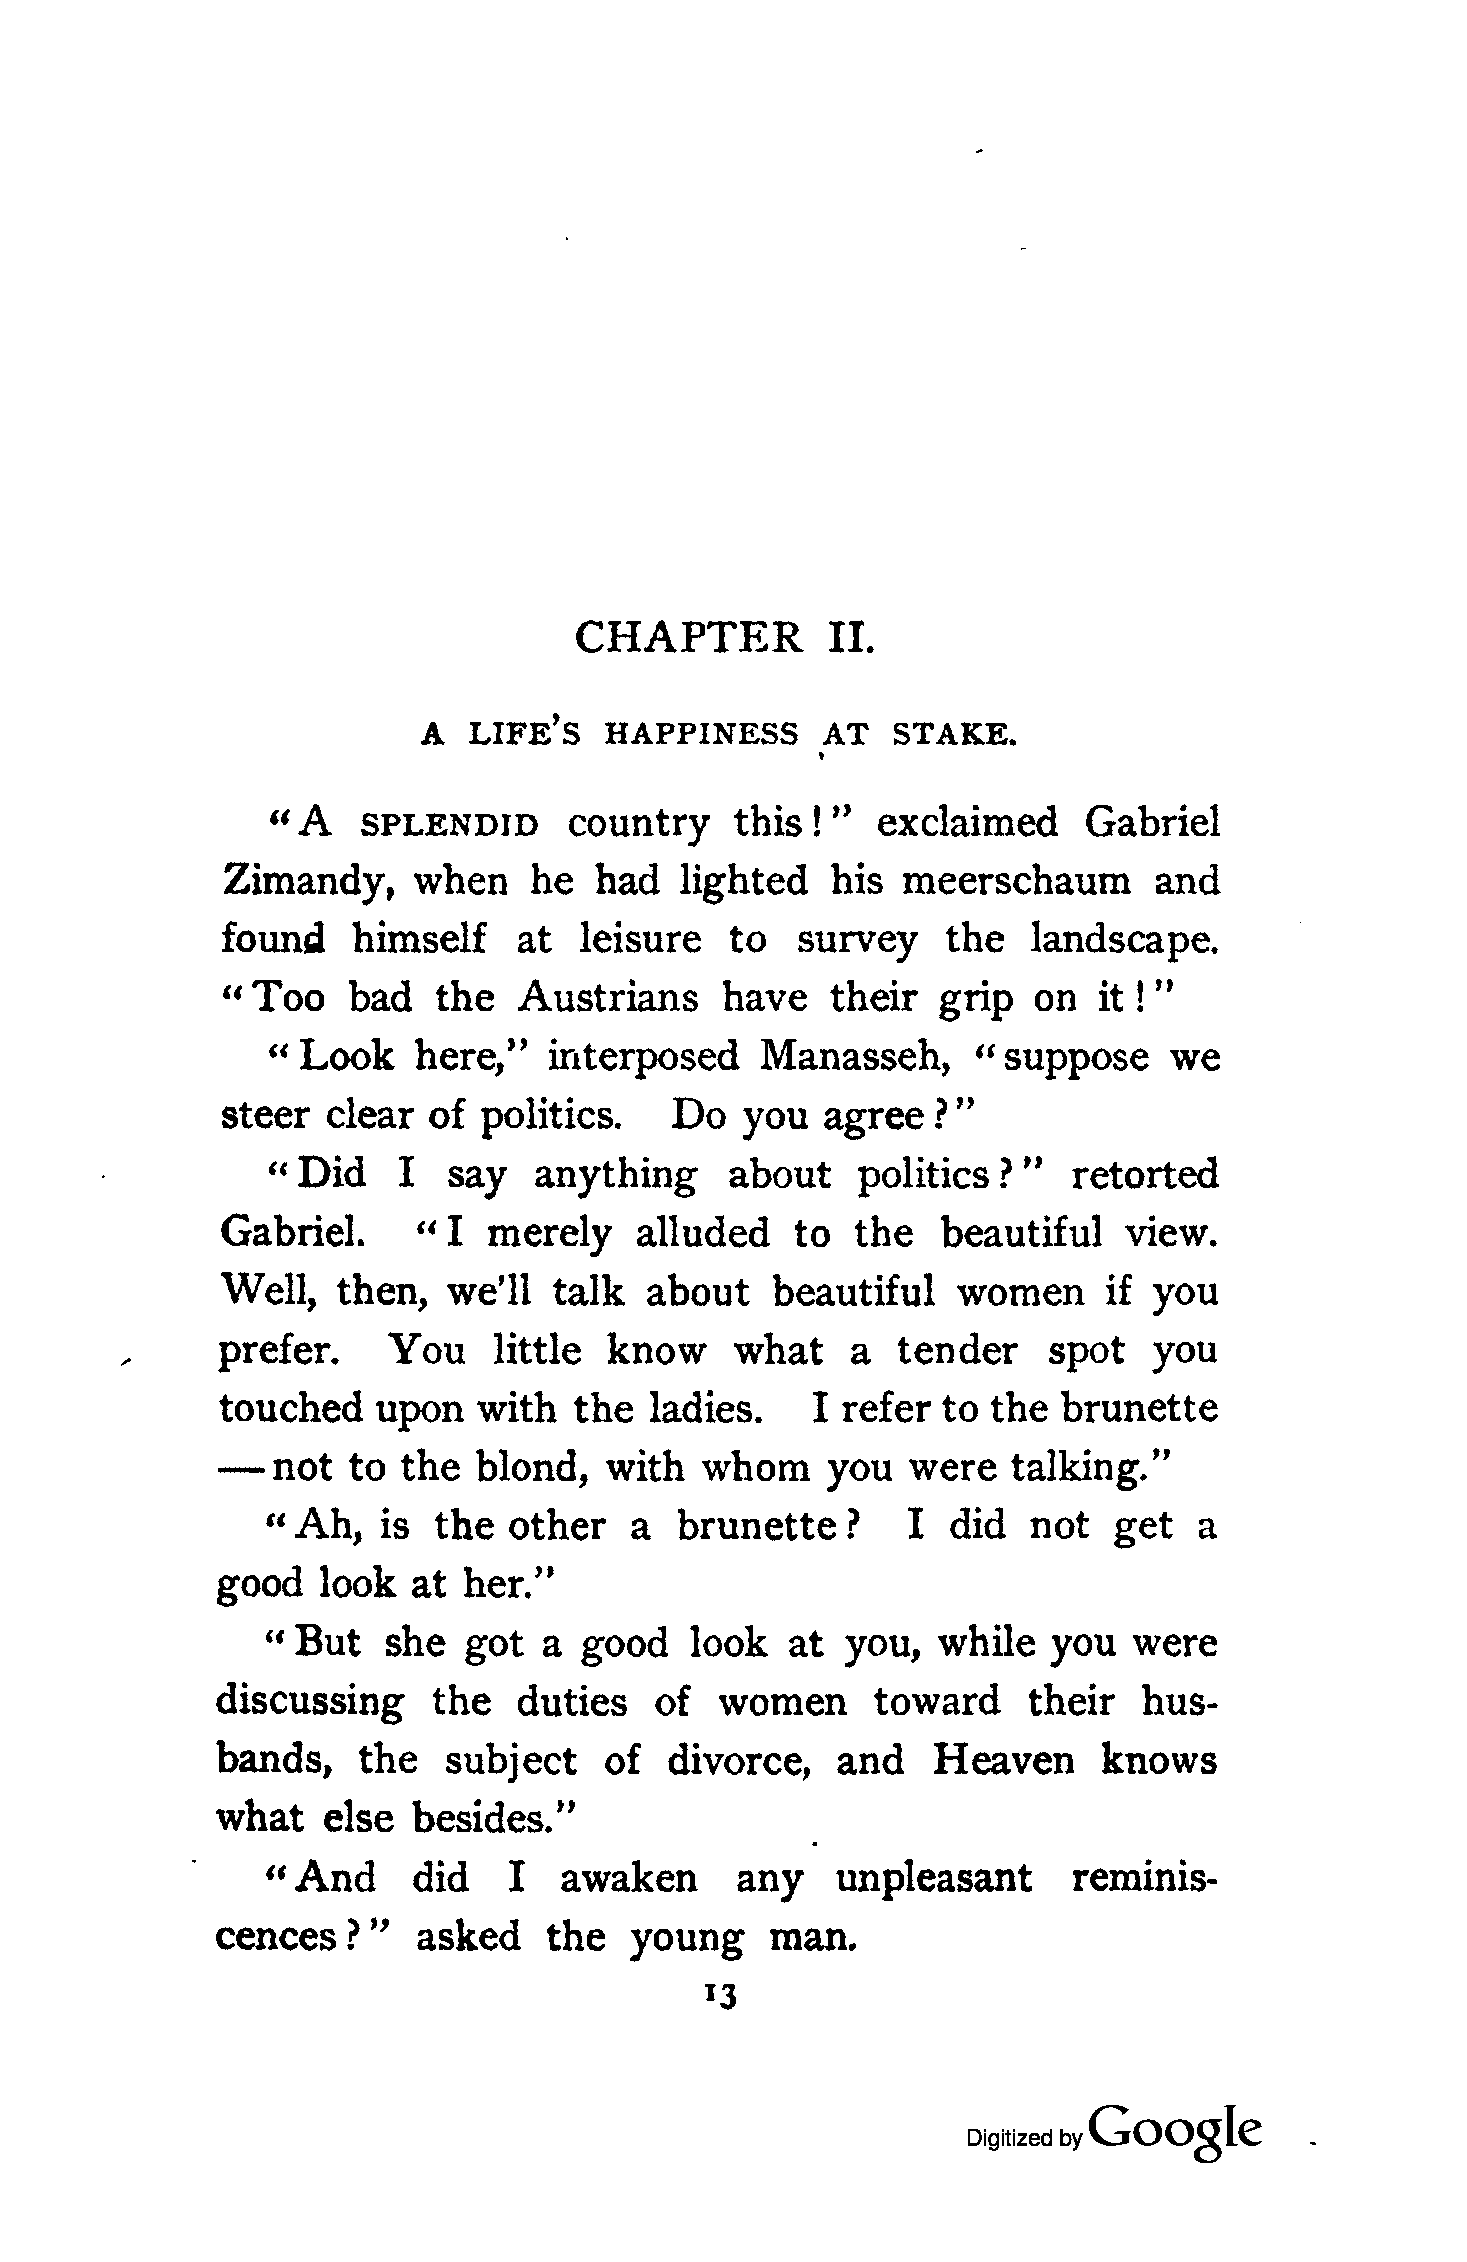 CHAPTER II.
A LIFE'S HAPPINESS AT STAKE.
"A SPLENDID country this!" exclaimed Gabriel
Zimandy, when he had lighted his meerschaum and
found himself at leisure to survey the landscape.
"Too bad the Austrians have their grip on it!"
"Look here," interposed Manasseh, "suppose we
steer clear of politics. Do you agree?"
"Did I say anything about politics?" retorted
Gabriel. "I merely alluded to the beautiful view.
Well, then, we'll talk about beautiful women if you
prefer. You little know what a tender spot you
touched upon with the ladies. I refer to the brunette
—not to the blond, with whom you were talking."
"Ah, is the other a brunette? I did not get a
good look at her."
"But she got a good look at you, while you were
discussing the duties of women toward their hus-
bands, the subject of divorce, and Heaven knows
what else besides."
"And did I awaken any unpleasant reminis-
cences?" asked the young man.
13
Digitized by Google